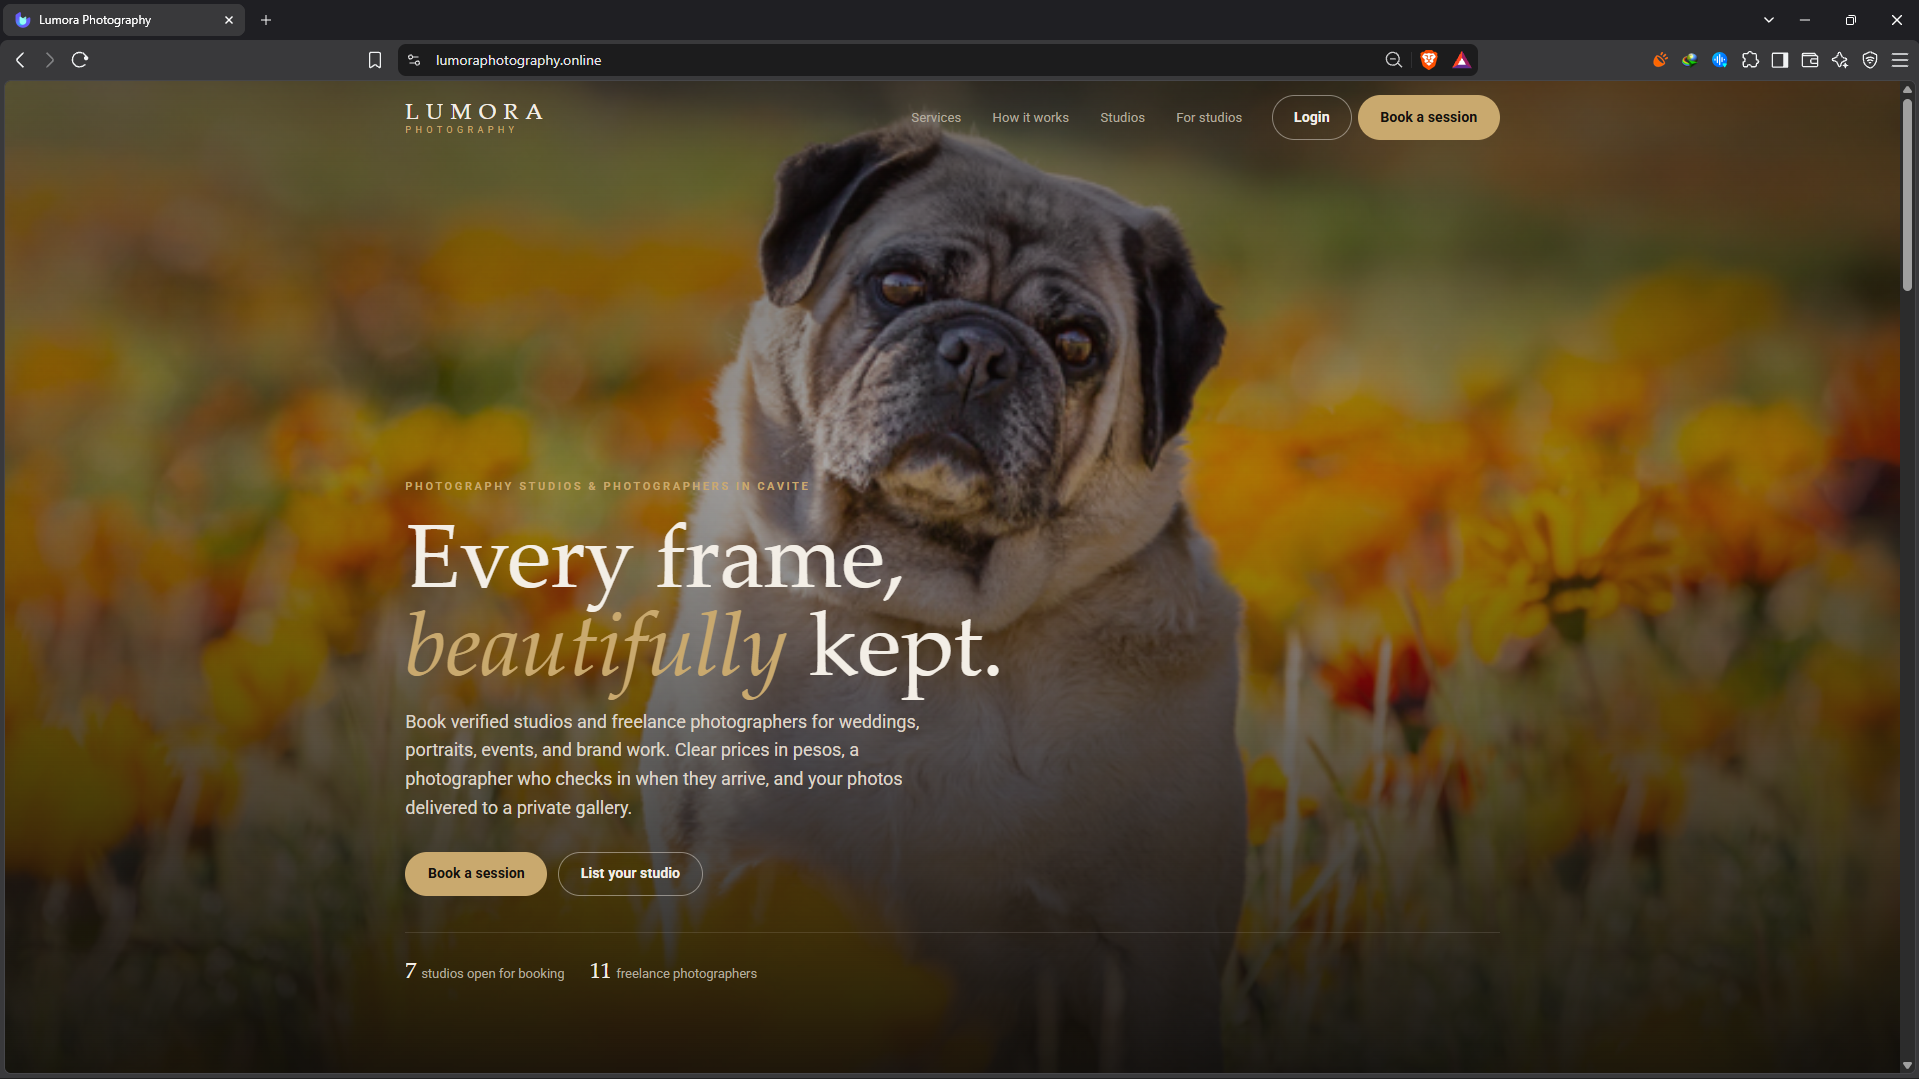 Lumora Photography
lumoraphotography.online
LUMORA
PHOTOGRAPHY
Services
How it works
Studios
For studios
Login
Book a session
PHOTOGRAPHY STUDIOS & PHOTOGRAPHERS IN CAVITE
Every frame,
beautifully kept.
Book verified studios and freelance photographers for weddings,
portraits, events, and brand work. Clear prices in pesos, a
photographer who checks in when they arrive, and your photos
delivered to a private gallery.
Book a session
List your studio
7 studios open for booking
11 freelance photographers